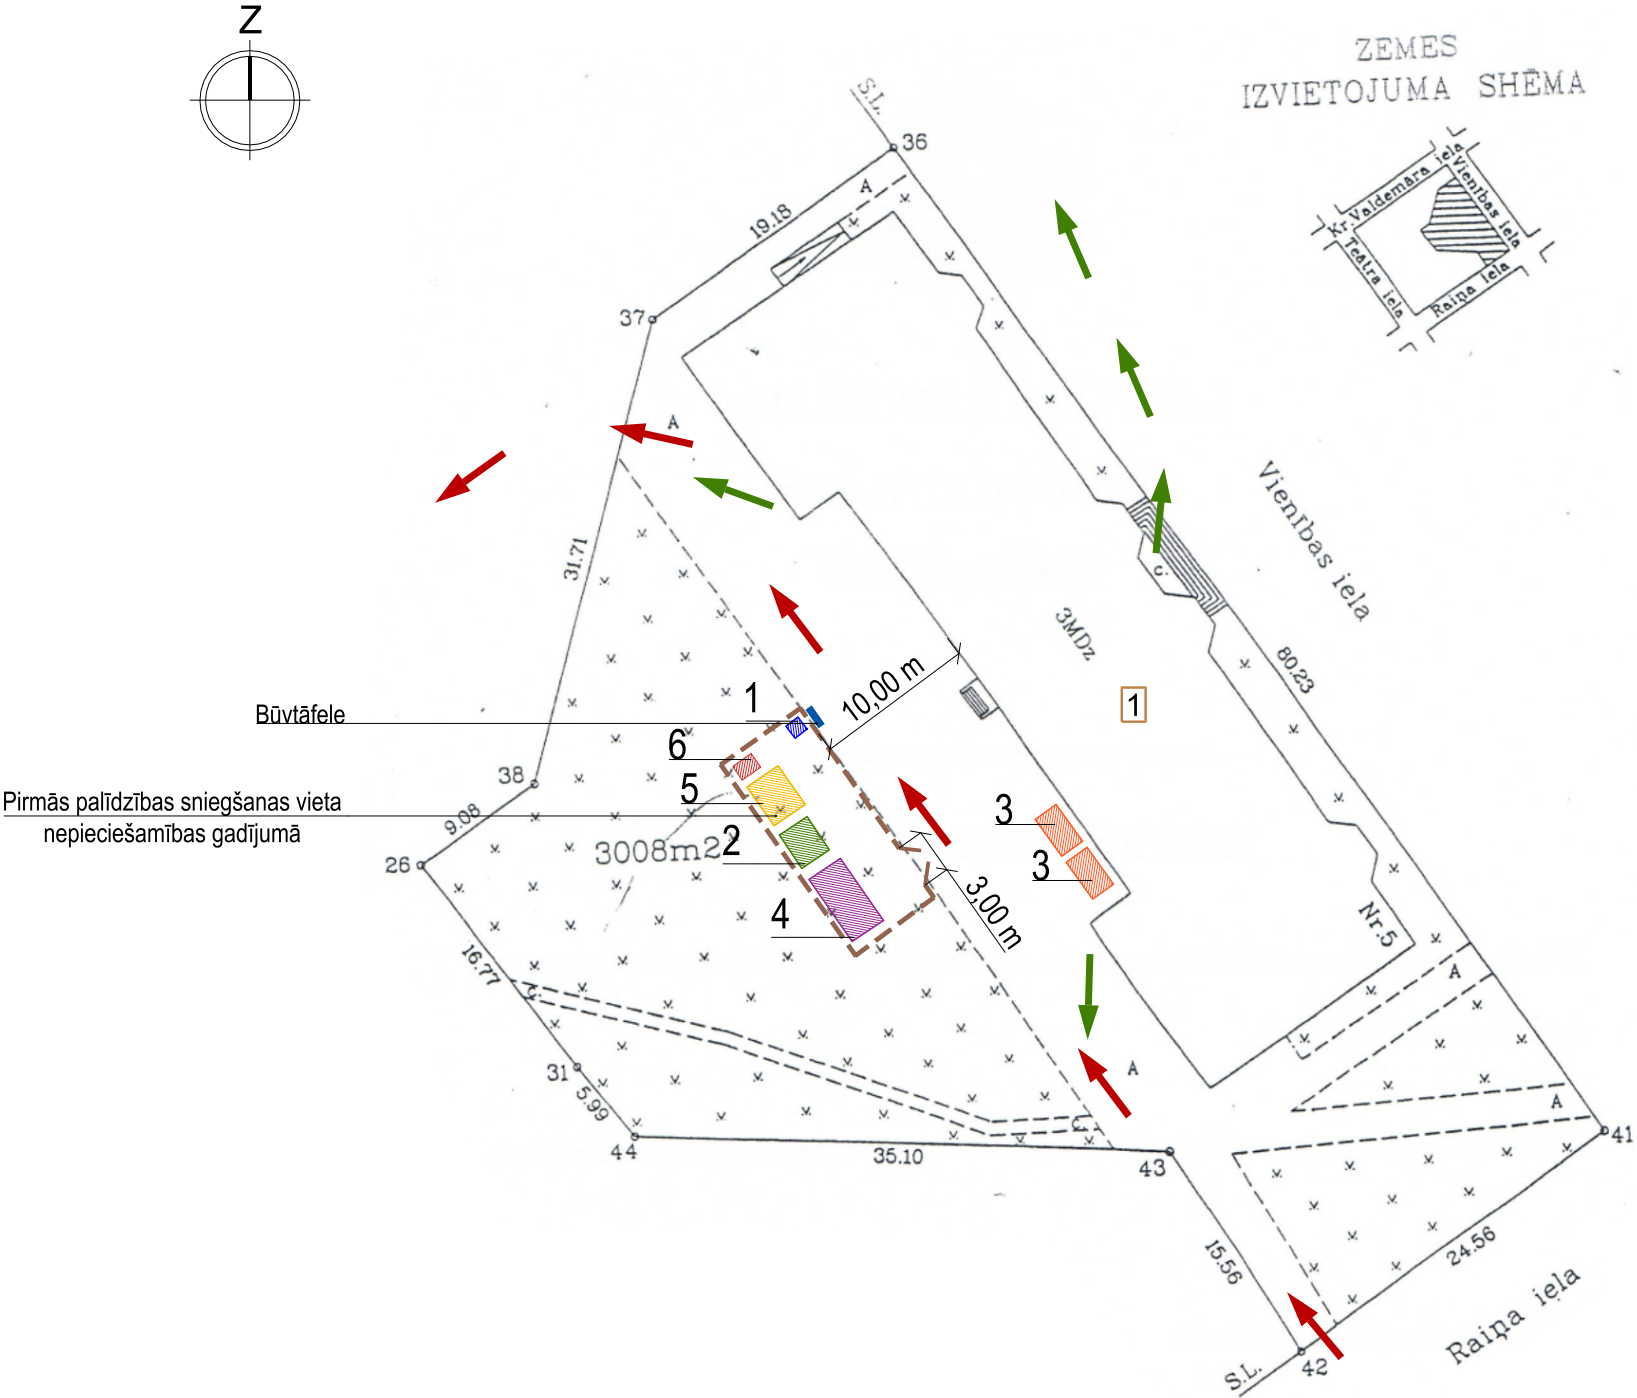 Z
ZEMES
IZVIETOJUMA SHĒMA
Kr.Valdemāra iela
Vienības iela
Teātra iela
Raiņa iela
S.L.
36
A
19.18
37
A
31.71
Vienības iela
C.
3MDz
80.23
10,00 m
1
1
Būvtāfele
6
38
5
Pirmās palīdzības sniegšanas vieta
nepieciešamības gadījumā
9.08
3008m2
2
3
3
26
4
3,00 m
Nr.5
16.77
C.
A
31
5.99
A
A
C.
44
35.10
43
41
15.56
24.56
Raiņa iela
S.L.
42